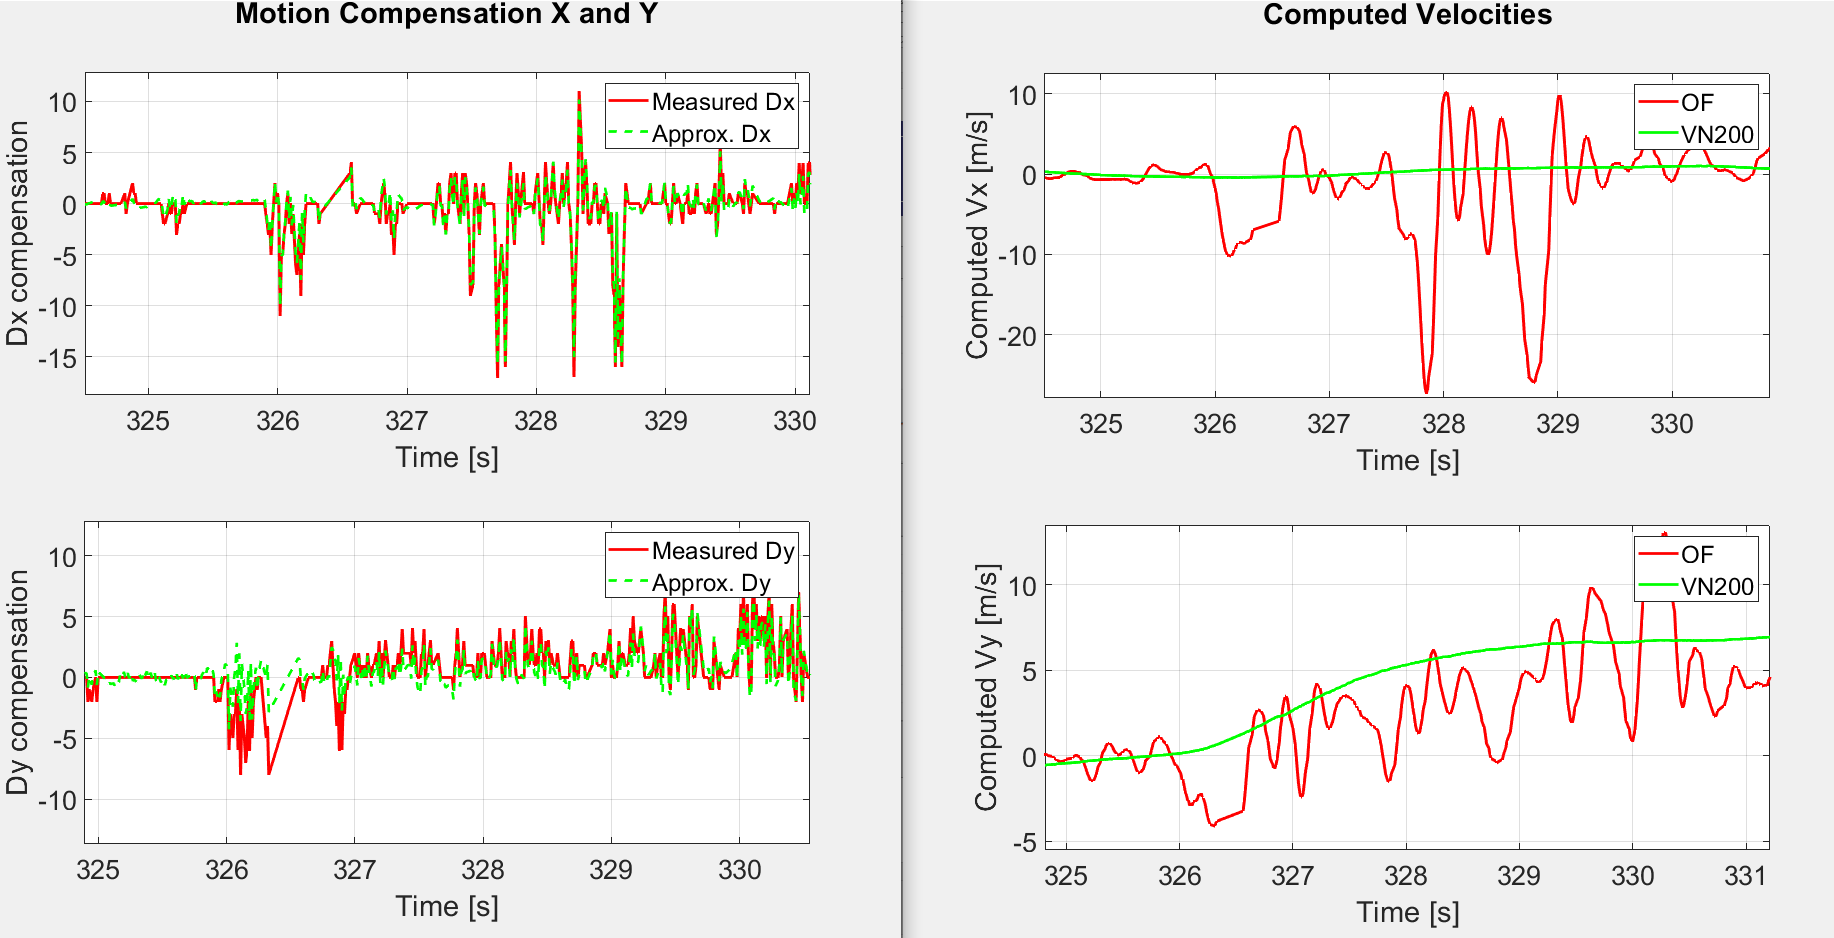 Motion Compensation X and Y
Dx compensation
10
5
0
-5
-10
-15
Measured Dx
Approx. Dx
325 326 327 328 329 330
Time [s]
Dy compensation
10
5
0
-5
-10
Measured Dy
Approx. Dy
325 326 327 328 329 330
Time [s]
Computed Velocities
Computed Vx [m/s]
10
0
-10
-20
OF
VN200
325 326 327 328 329 330
Time [s]
Computed Vy [m/s]
10
5
0
-5
OF
VN200
325 326 327 328 329 330 331
Time [s]